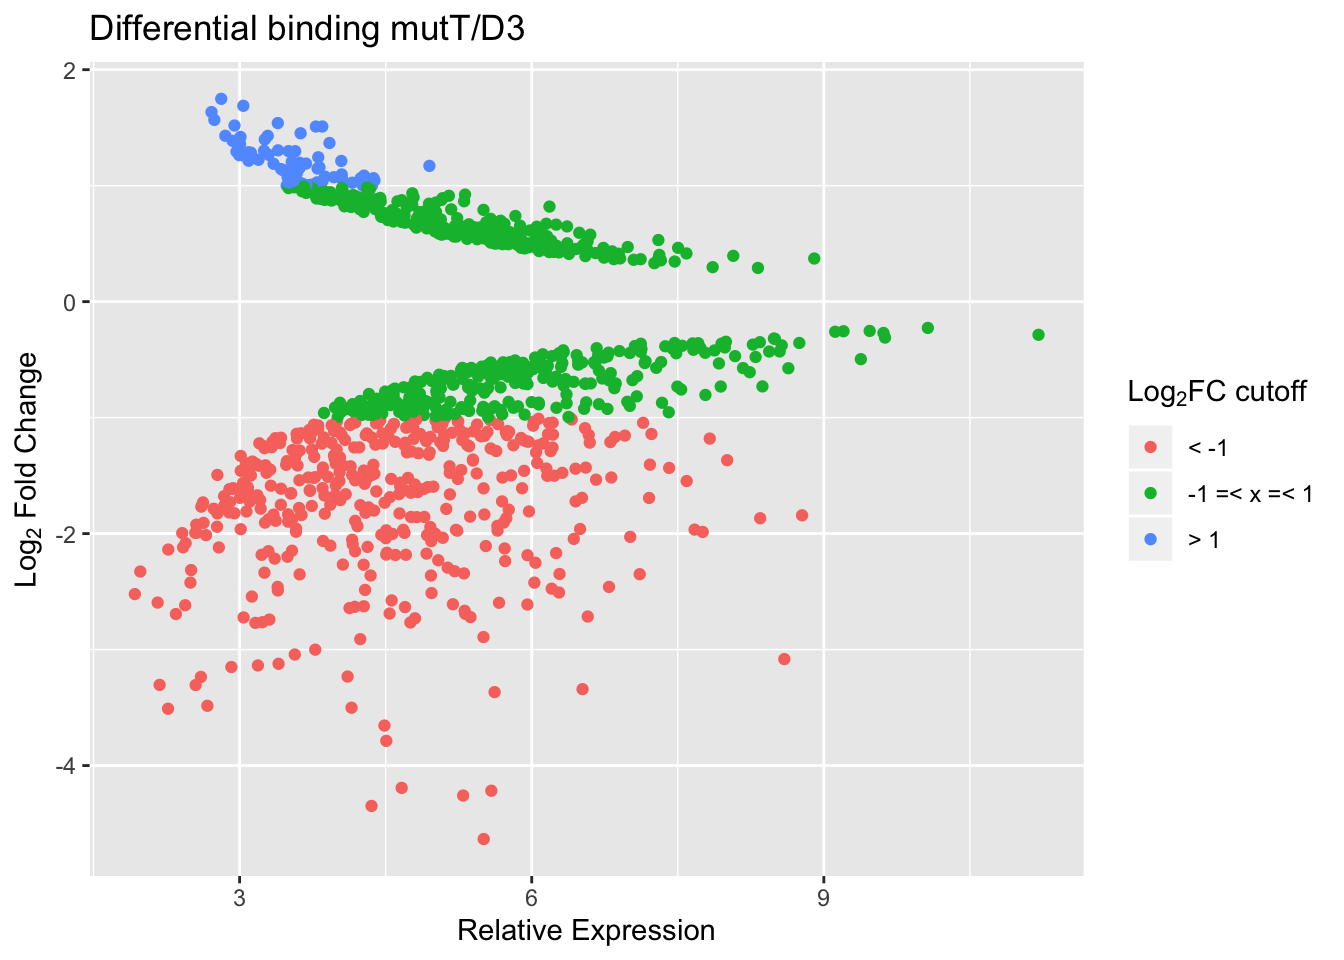 Differential binding mutT/D3
2
0
-2
-4
Log₂ Fold Change
3
6
9
Relative Expression
Log₂FC cutoff
< -1
-1 =< x =< 1
> 1